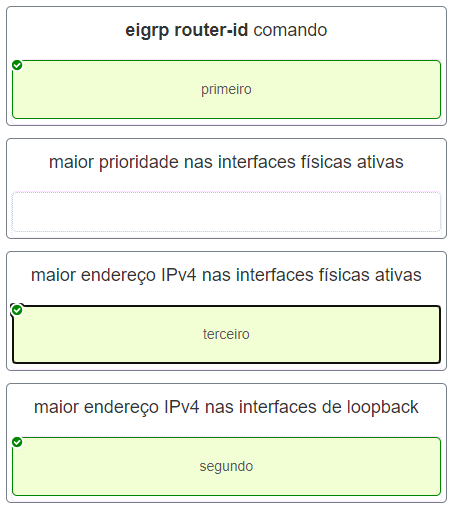 eigrp router-id comando
primeiro
maior prioridade nas interfaces físicas ativas
maior endereço IPv4 nas interfaces físicas ativas
terceiro
maior endereço IPv4 nas interfaces de loopback
segundo